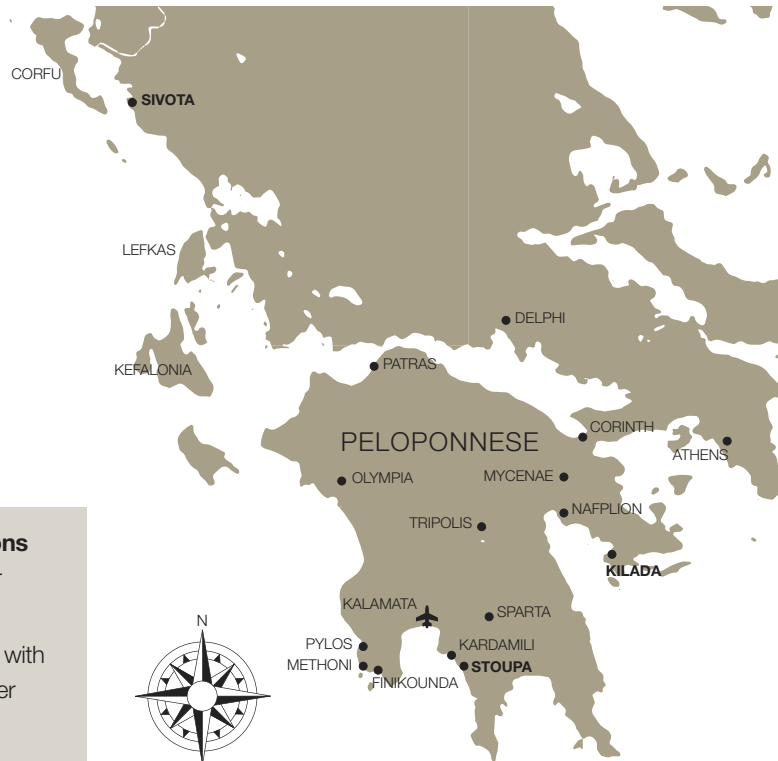 CORFU
SIVOTA
LEFKAS
DELPHI
KEFALONIA
PATRAS
PELOPONNESE
CORINTH
ATHENS
OLYMPIA
MYCENAE
NAFPLION
TRIPOLIS
KILADA
KALAMATA
SPARTA
N
PYLOS
KARDAMILI
METHONI
STOUPA
FINIKOUNDA
ons
with
er